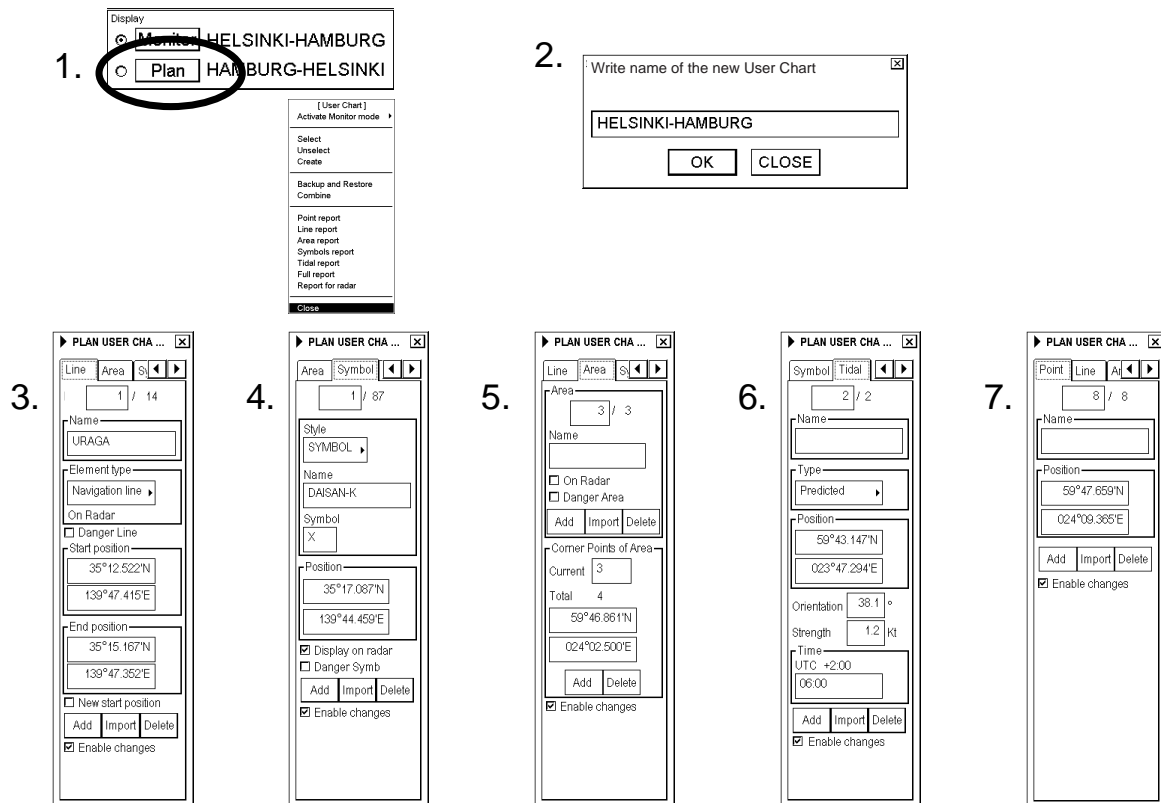 Display
1.
Monitor HELSINKI-HAMBURG
Plan HAMBURG-HELSINKI
[ User Chart ]
Activate Monitor mode
Select
Unselect
Create
Backup and Restore
Combine
Point report
Line report
Area report
Symbols report
Tidal report
Full report
Report for radar
Close
2.
Write name of the new User Chart
HELSINKI-HAMBURG
OK CLOSE
3.
PLAN USER CHA ...
Line Area
1 / 14
Name
URAGA
Element type
Navigation line
On Radar
Danger Line
Start position
35°12.522'N
139°47.415'E
End position
35°15.167'N
139°47.352'E
New start position
Add Import Delete
Enable changes
4.
PLAN USER CHA ...
Area Symbol
1 / 87
Style
SYMBOL
Name
DAISAN-K
Symbol
X
Position
35°17.087'N
139°44.459'E
Display on radar
Danger Symb
Add Import Delete
Enable changes
5.
PLAN USER CHA ...
Line Area
Area
3 / 3
Name
On Radar
Danger Area
Add Import Delete
Corner Points of Area
Current 3
Total 4
59°46.861'N
024°02.500'E
Add Delete
Enable changes
6.
PLAN USER CHA ...
Symbol Tidal
2 / 2
Name
Type
Predicted
Position
59°43.147'N
023°47.294'E
Orientation 38.1 °
Strength 1.2 Kt
Time
UTC +2:00
06:00
Add Import Delete
Enable changes
7.
PLAN USER CHA ...
Point Line
8 / 8
Name
Position
59°47.659'N
024°09.365'E
Add Import Delete
Enable changes